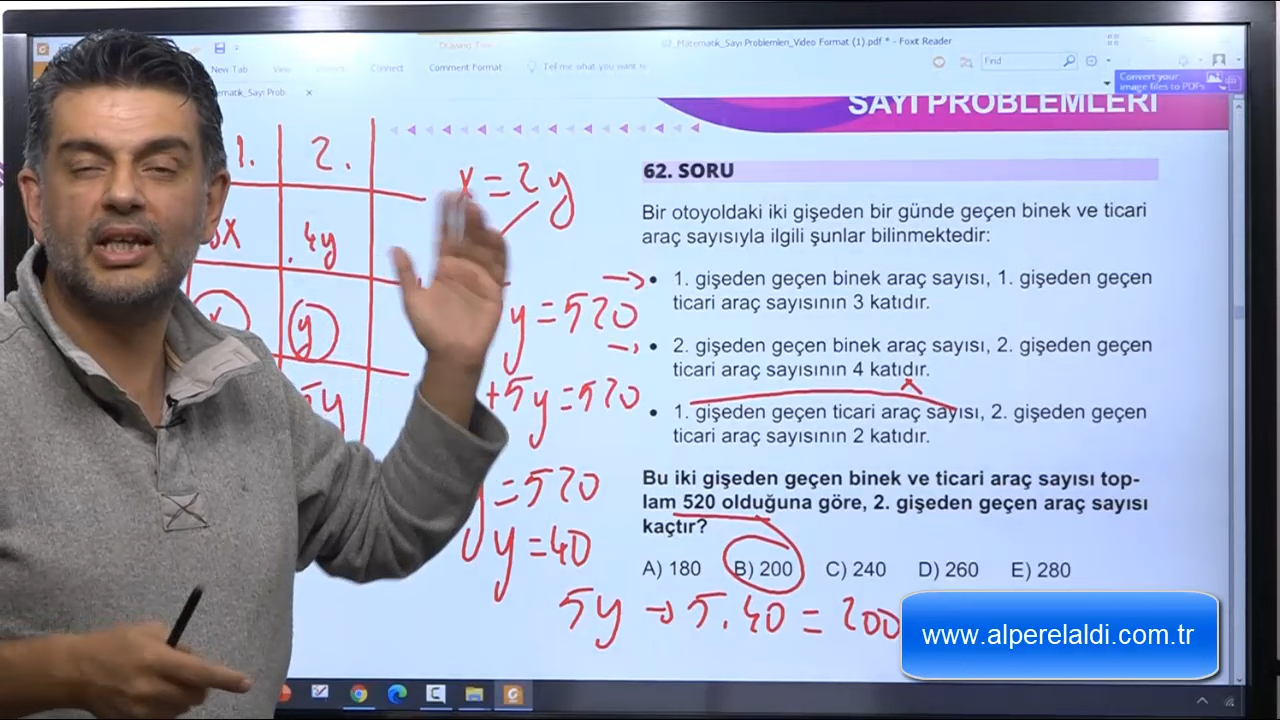 62_Matematik_Sayı Problemleri_Video Format (1).pdf * - Foxit Reader
New Tab
View
Connect
Comment Format
Tell me what you want to
Find
Convert your
image files to PDFs
SAYI PROBLEMLERİ
62. SORU
Bir otoyoldaki iki gişeden bir günde geçen binek ve ticari
araç sayısıyla ilgili şunlar bilinmektedir:
• 1. gişeden geçen binek araç sayısı, 1. gişeden geçen
ticari araç sayısının 3 katıdır.
• 2. gişeden geçen binek araç sayısı, 2. gişeden geçen
ticari araç sayısının 4 katıdır.
• 1. gişeden geçen ticari araç sayısı, 2. gişeden geçen
ticari araç sayısının 2 katıdır.
Bu iki gişeden geçen binek ve ticari araç sayısı top-
lam 520 olduğuna göre, 2. gişeden geçen araç sayısı
kaçtır?
A) 180 B) 200 C) 240 D) 260 E) 280
1. 2.
x 4y
y
5y
x = 2y
y = 520
+5y = 520
y = 520
y = 40
5y → 5.40 = 200
www.alperelaldi.com.tr